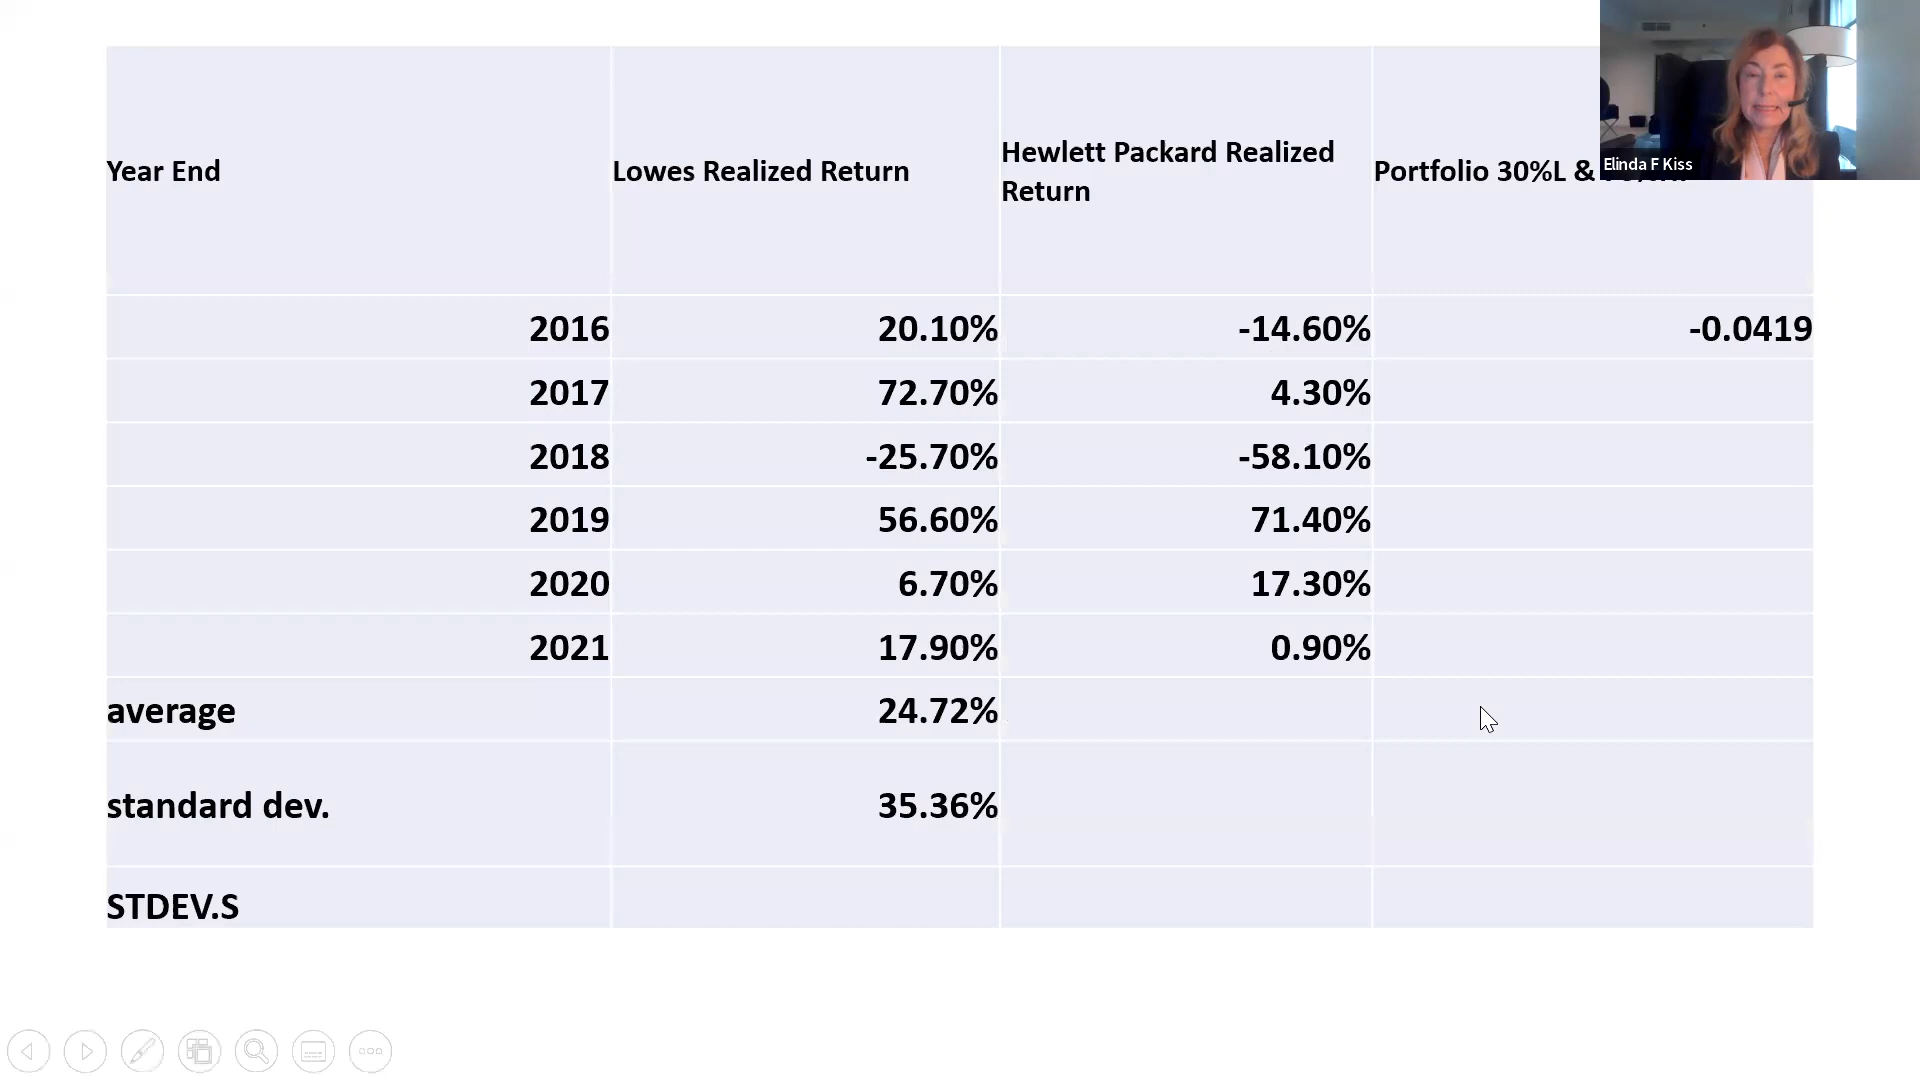 Year End
Lowes Realized Return
Hewlett Packard Realized
Return
Portfolio 30%L &
Elinda F Kiss
2016 20.10% -14.60% -0.0419
2017 72.70% 4.30%
2018 -25.70% -58.10%
2019 56.60% 71.40%
2020 6.70% 17.30%
2021 17.90% 0.90%
average 24.72%
standard dev. 35.36%
STDEV.S